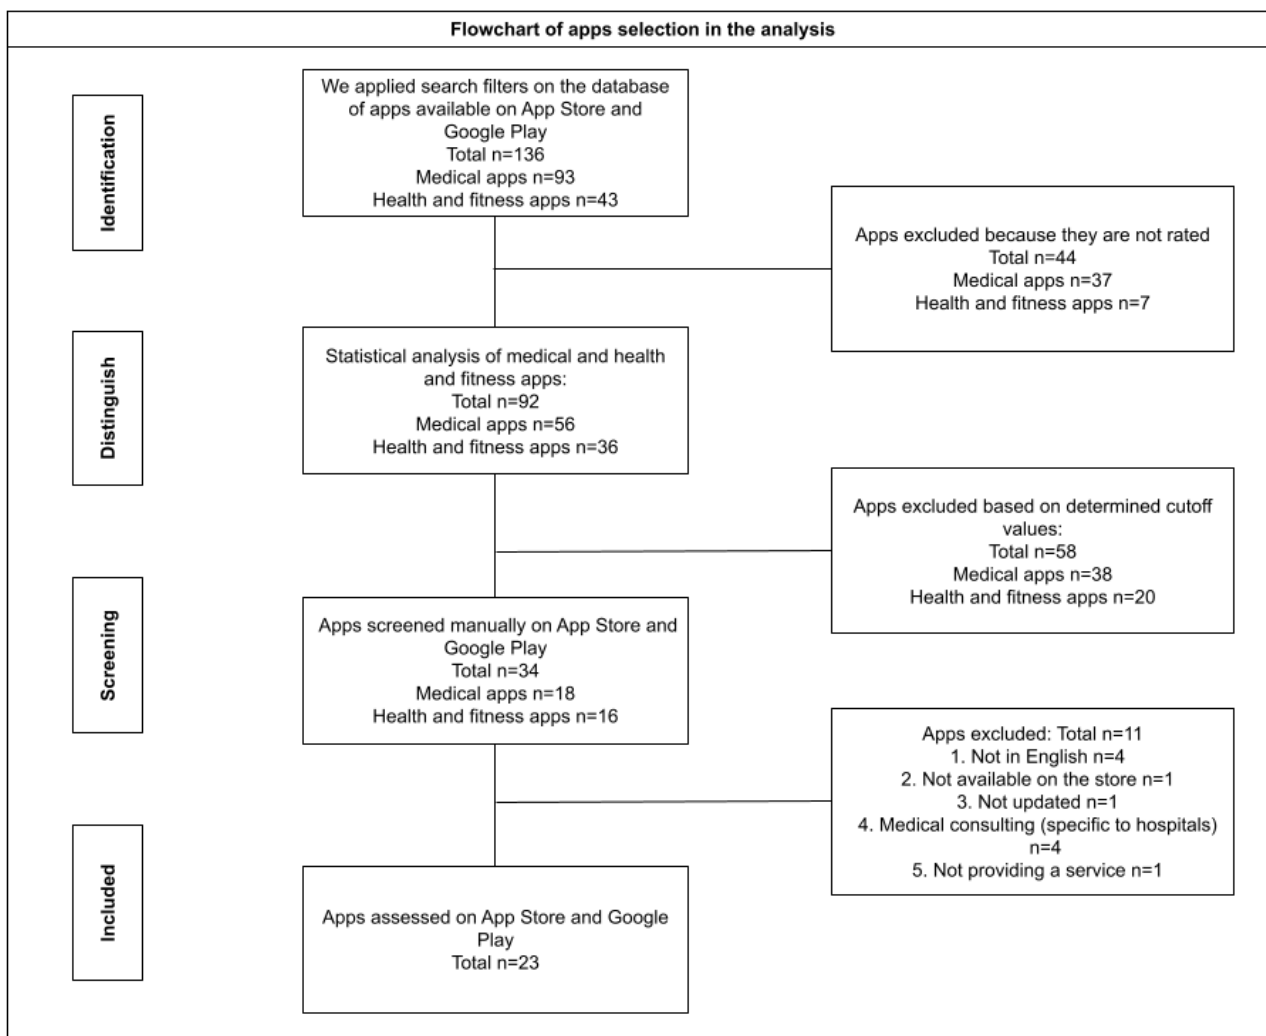 Flowchart of apps selection in the analysis
Identification
We applied search filters on the database
of apps available on App Store and
Google Play
Total n=136
Medical apps n=93
Health and fitness apps n=43
Apps excluded because they are not rated
Total n=44
Medical apps n=37
Health and fitness apps n=7
Distinguish
Statistical analysis of medical and health
and fitness apps:
Total n=92
Medical apps n=56
Health and fitness apps n=36
Apps excluded based on determined cutoff
values:
Total n=58
Medical apps n=38
Health and fitness apps n=20
Screening
Apps screened manually on App Store and
Google Play
Total n=34
Medical apps n=18
Health and fitness apps n=16
Apps excluded: Total n=11
1. Not in English n=4
2. Not available on the store n=1
3. Not updated n=1
4. Medical consulting (specific to hospitals)
n=4
5. Not providing a service n=1
Included
Apps assessed on App Store and Google
Play
Total n=23